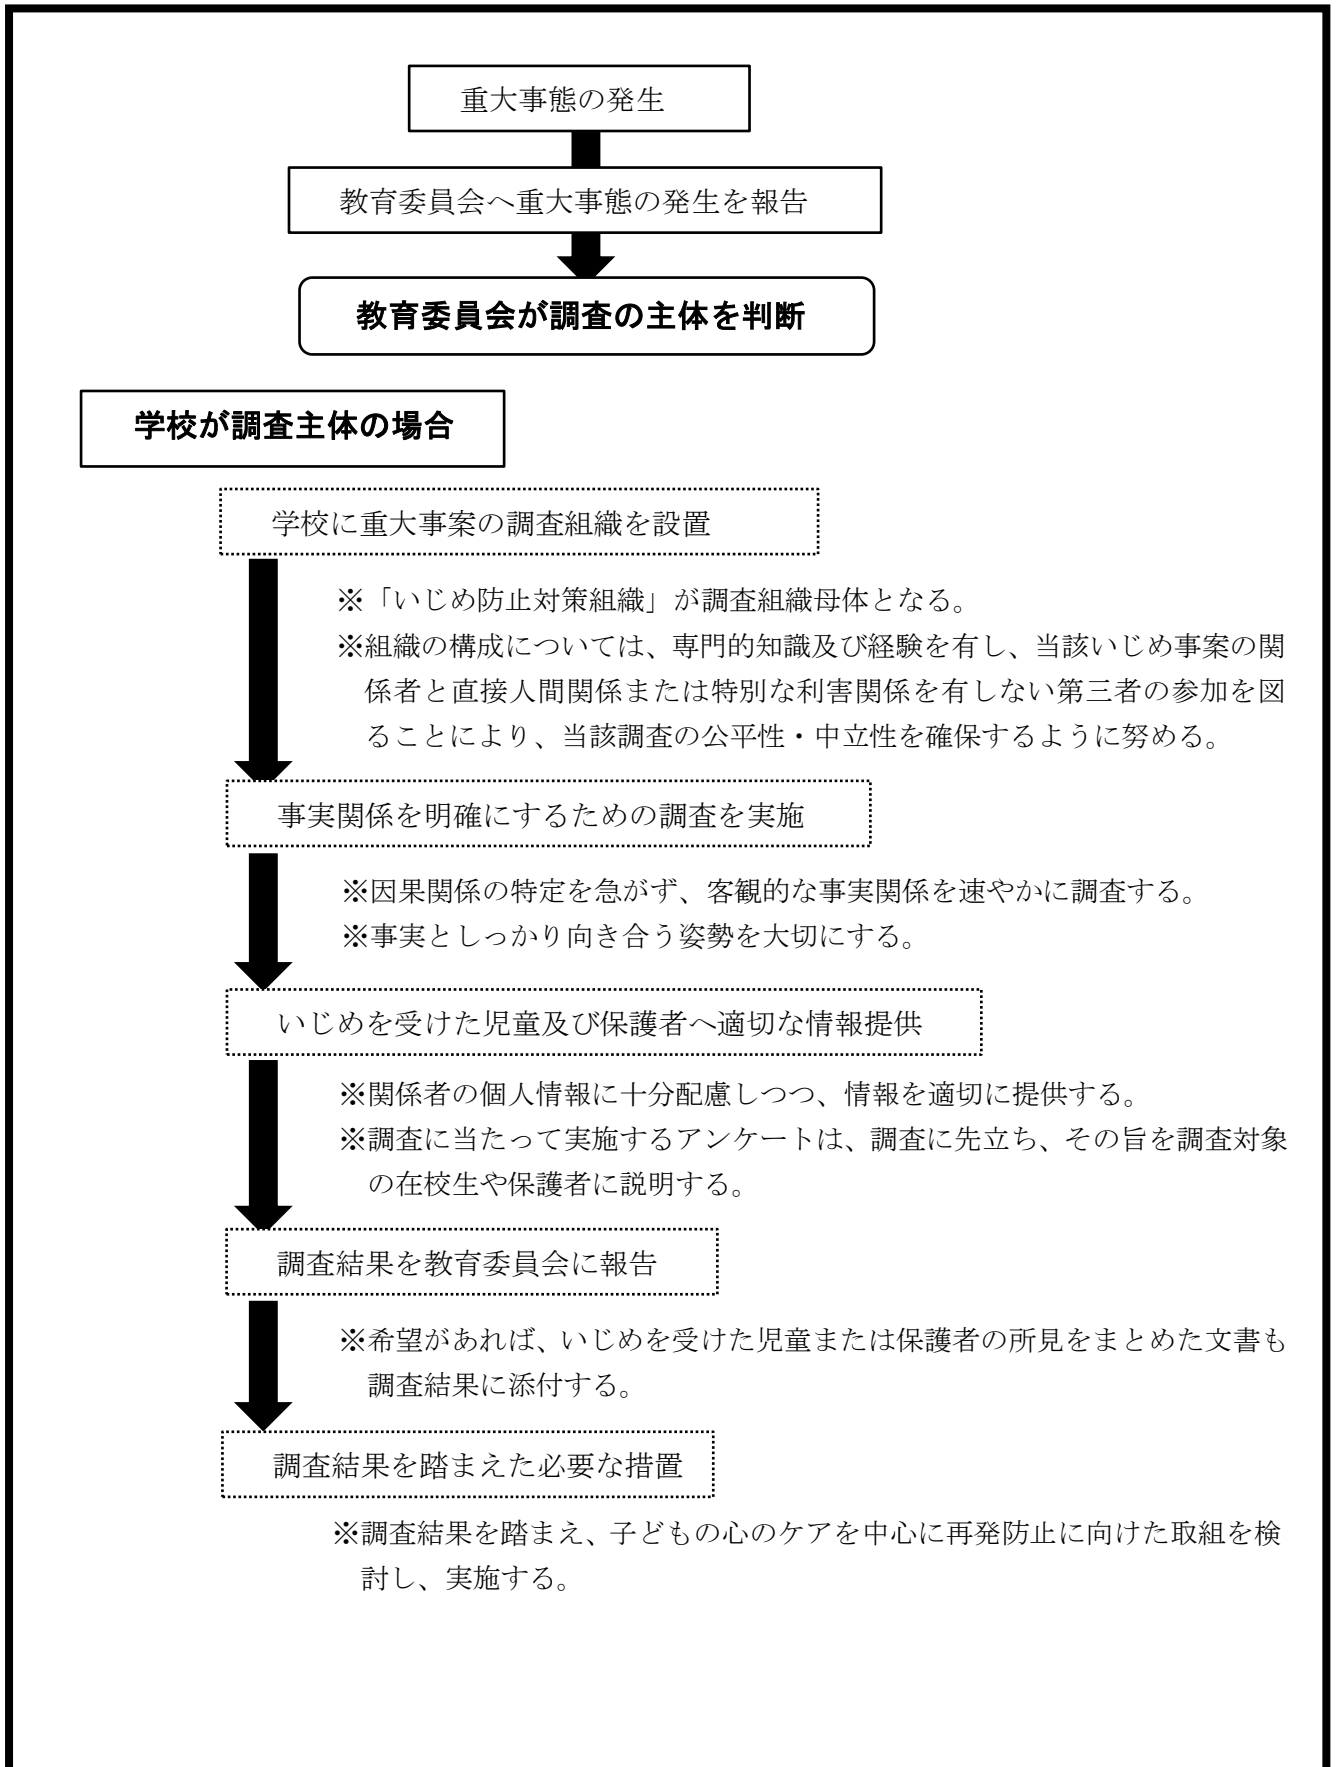 重大事態の発生
教育委員会へ重大事態の発生を報告
教育委員会が調査の主体を判断
学校が調査主体の場合
学校に重大事案の調査組織を設置
※「いじめ防止対策組織」が調査組織母体となる。
※組織の構成については、専門的知識及び経験を有し、当該いじめ事案の関
係者と直接人間関係または特別な利害関係を有しない第三者の参加を図
ることにより、当該調査の公平性・中立性を確保するように努める。
事実関係を明確にするための調査を実施
※因果関係の特定を急がず、客観的な事実関係を速やかに調査する。
※事実としっかり向き合う姿勢を大切にする。
いじめを受けた児童及び保護者へ適切な情報提供
※関係者の個人情報に十分配慮しつつ、情報を適切に提供する。
※調査に当たって実施するアンケートは、調査に先立ち、その旨を調査対象
の在校生や保護者に説明する。
調査結果を教育委員会に報告
※希望があれば、いじめを受けた児童または保護者の所見をまとめた文書も
調査結果に添付する。
調査結果を踏まえた必要な措置
※調査結果を踏まえ、子どもの心のケアを中心に再発防止に向けた取組を検
討し、実施する。